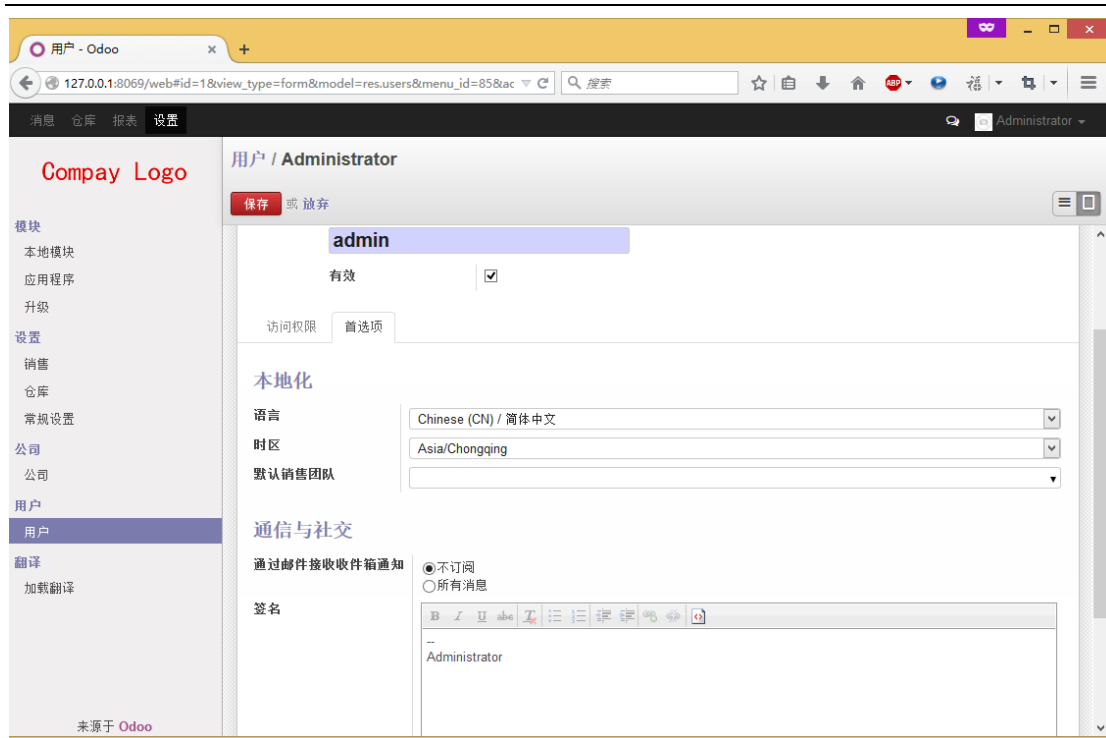 用户 - Odoo
127.0.0.1:8069/web#id=1&view_type=form&model=res.users&menu_id=85&ac
搜索
ABP
福
消息 仓库 报表 设置
Administrator
Compay Logo
用户 / Administrator
保存 或 放弃
模块
本地模块
应用程序
升级
设置
销售
仓库
常规设置
公司
公司
用户
用户
翻译
加载翻译
来源于 Odoo
admin
有效
访问权限 首选项
本地化
语言 Chinese (CN) / 简体中文
时区 Asia/Chongqing
默认销售团队
通信与社交
通过邮件接收收件箱通知 不订阅
所有消息
签名
B I U abc T
--
Administrator